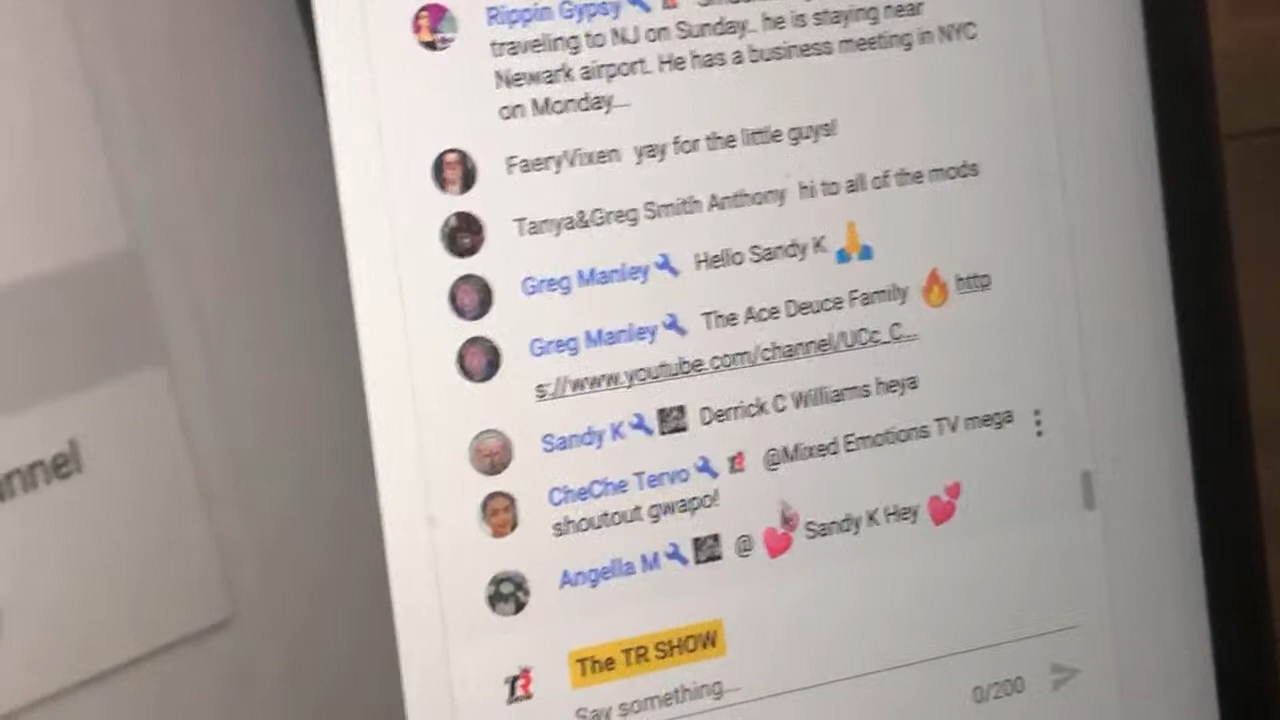 Rippin Gypsy
traveling to NJ on Sunday.. he is staying near
Newark airport. He has a business meeting in NYC
on Monday....
FaeryVixen yay for the little guys!
Tanya&Greg Smith Anthony hi to all of the mods
Greg Manley Hello Sandy K 🙏
Greg Manley The Ace Deuce Family 🔥 http
s://www.youtube.com/channel/UCc_C...
Sandy K Derrick C Williams heya
CheChe Tervo @Mixed Emotions TV mega
shoutout gwapo!
Angella M @ 💕 Sandy K Hey 💕
nnel
The TR SHOW
TR
Say something...
0/200